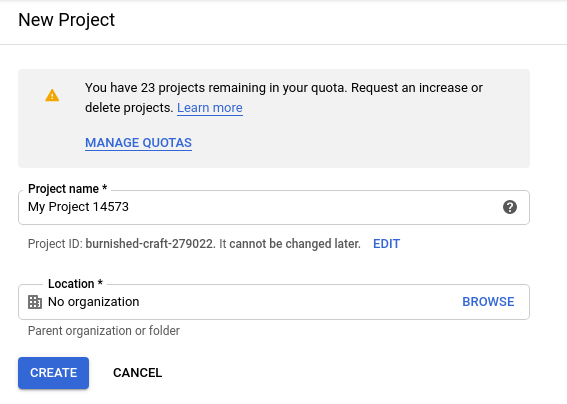 New Project
You have 23 projects remaining in your quota. Request an increase or
delete projects. Learn more
MANAGE QUOTAS
Project name *
My Project 14573
Project ID: burnished-craft-279022. It cannot be changed later. EDIT
Location *
No organization BROWSE
Parent organization or folder
CREATE CANCEL